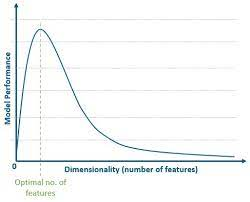 Model Performance
0
Dimensionality (number of features)
Optimal no. of
features